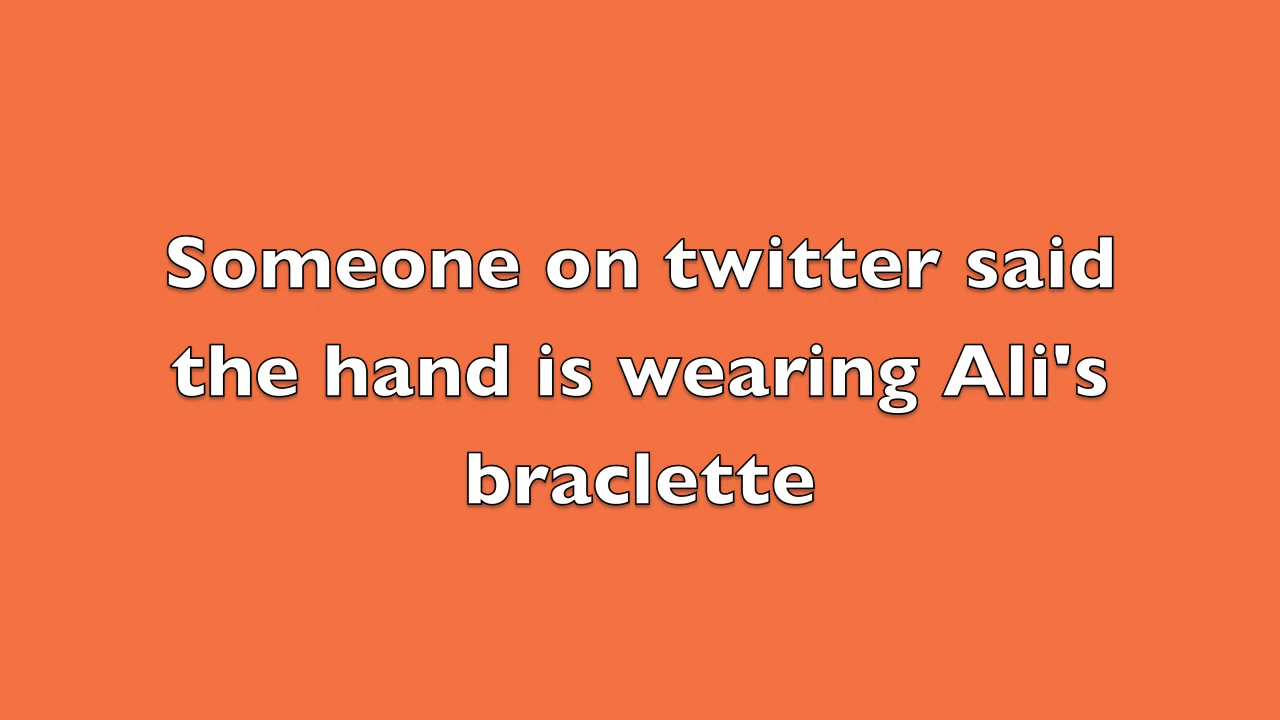 Someone on twitter said
the hand is wearing Ali's
braclette